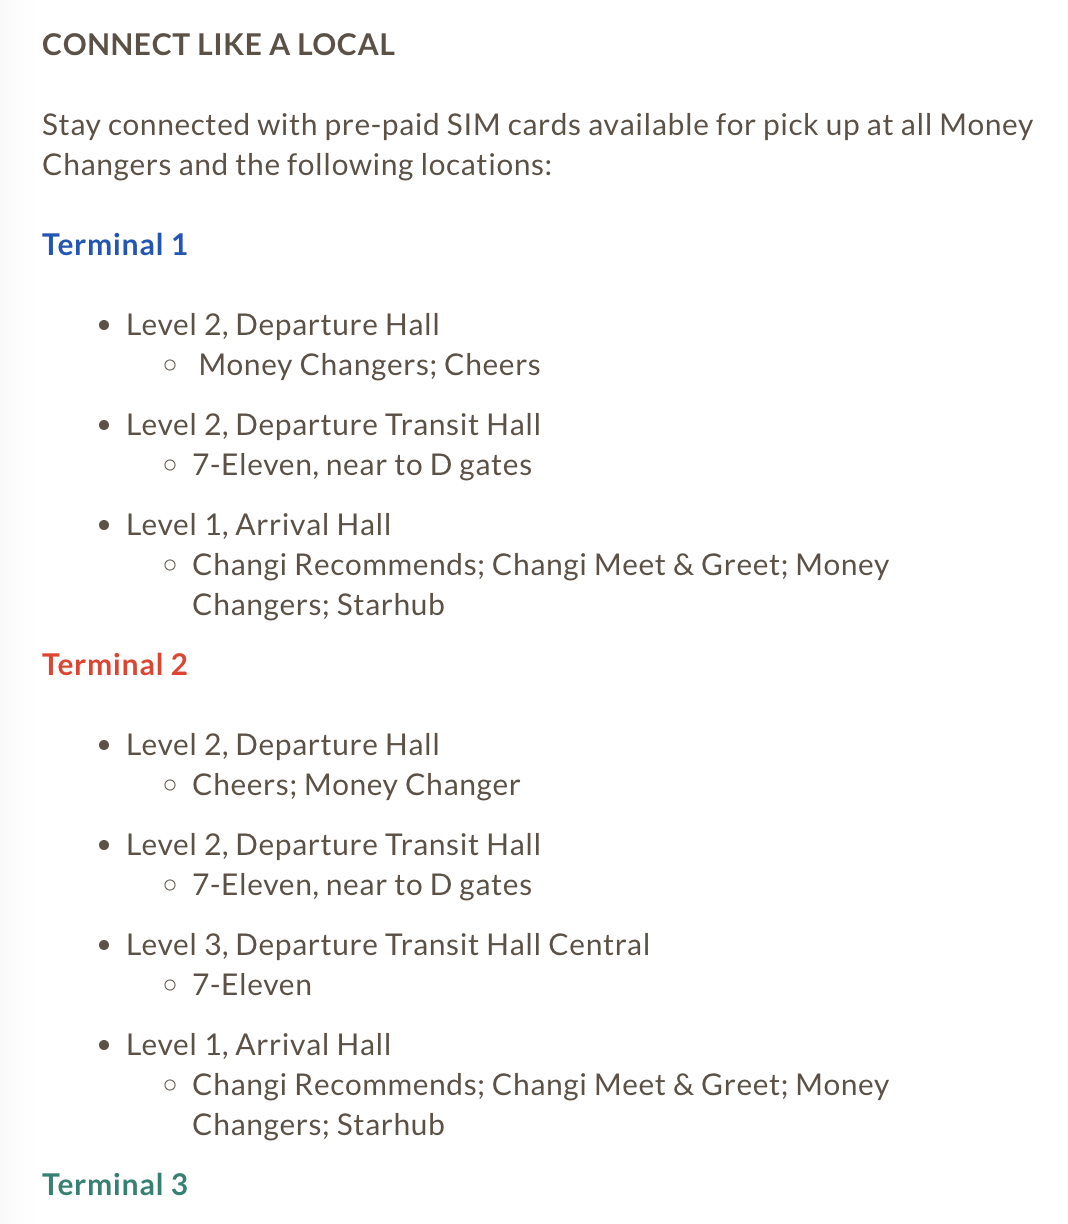 CONNECT LIKE A LOCAL
Stay connected with pre-paid SIM cards available for pick up at all Money
Changers and the following locations:
Terminal 1
• Level 2, Departure Hall
○ Money Changers; Cheers
• Level 2, Departure Transit Hall
○ 7-Eleven, near to D gates
• Level 1, Arrival Hall
○ Changi Recommends; Changi Meet & Greet; Money
Changers; Starhub
Terminal 2
• Level 2, Departure Hall
○ Cheers; Money Changer
• Level 2, Departure Transit Hall
○ 7-Eleven, near to D gates
• Level 3, Departure Transit Hall Central
○ 7-Eleven
• Level 1, Arrival Hall
○ Changi Recommends; Changi Meet & Greet; Money
Changers; Starhub
Terminal 3